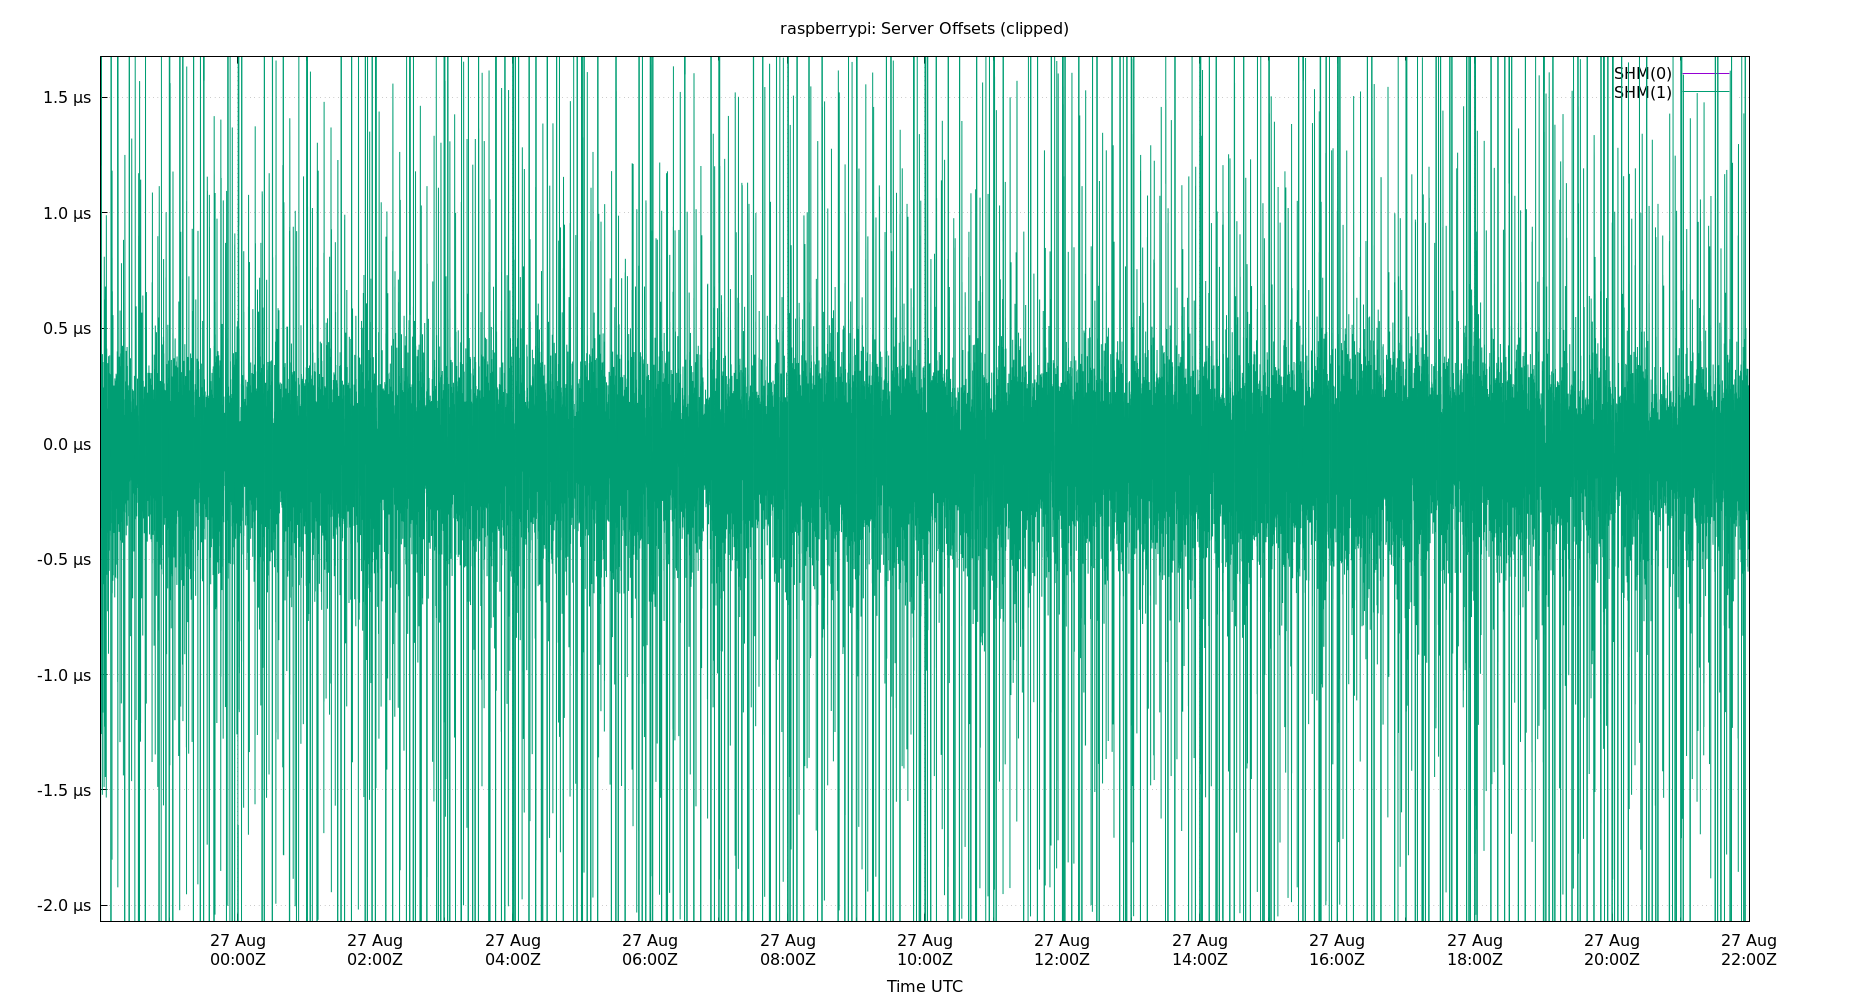 raspberrypi: Server Offsets (clipped)
SHM(0)
SHM(1)
1.5 µs
1.0 µs
0.5 µs
0.0 µs
-0.5 µs
-1.0 µs
-1.5 µs
-2.0 µs
27 Aug 27 Aug 27 Aug 27 Aug 27 Aug 27 Aug 27 Aug 27 Aug 27 Aug 27 Aug 27 Aug 27 Aug
00:00Z 02:00Z 04:00Z 06:00Z 08:00Z 10:00Z 12:00Z 14:00Z 16:00Z 18:00Z 20:00Z 22:00Z
Time UTC